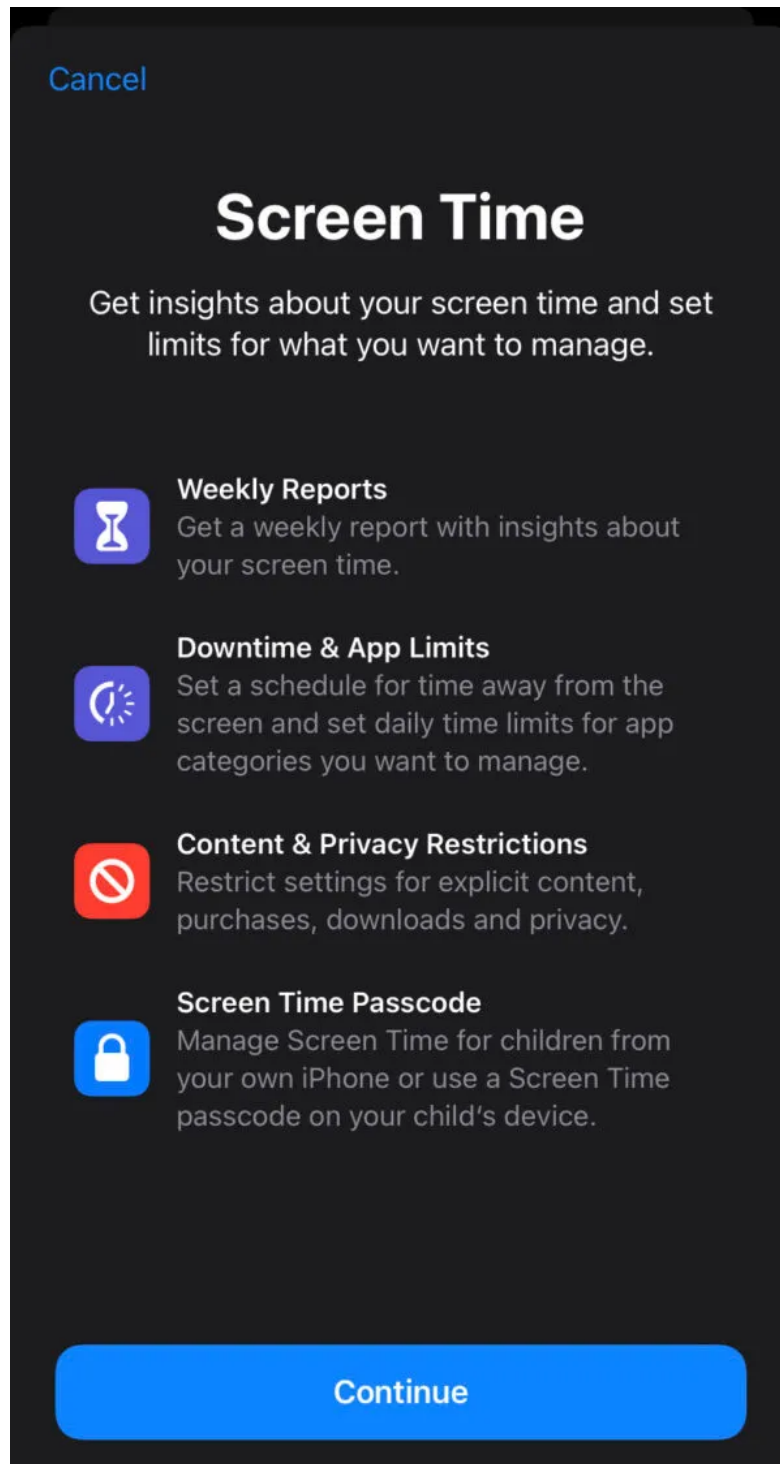 Cancel
Screen Time
Get insights about your screen time and set
limits for what you want to manage.
Weekly Reports
Get a weekly report with insights about
your screen time.
Downtime & App Limits
Set a schedule for time away from the
screen and set daily time limits for app
categories you want to manage.
Content & Privacy Restrictions
Restrict settings for explicit content,
purchases, downloads and privacy.
Screen Time Passcode
Manage Screen Time for children from
your own iPhone or use a Screen Time
passcode on your child’s device.
Continue